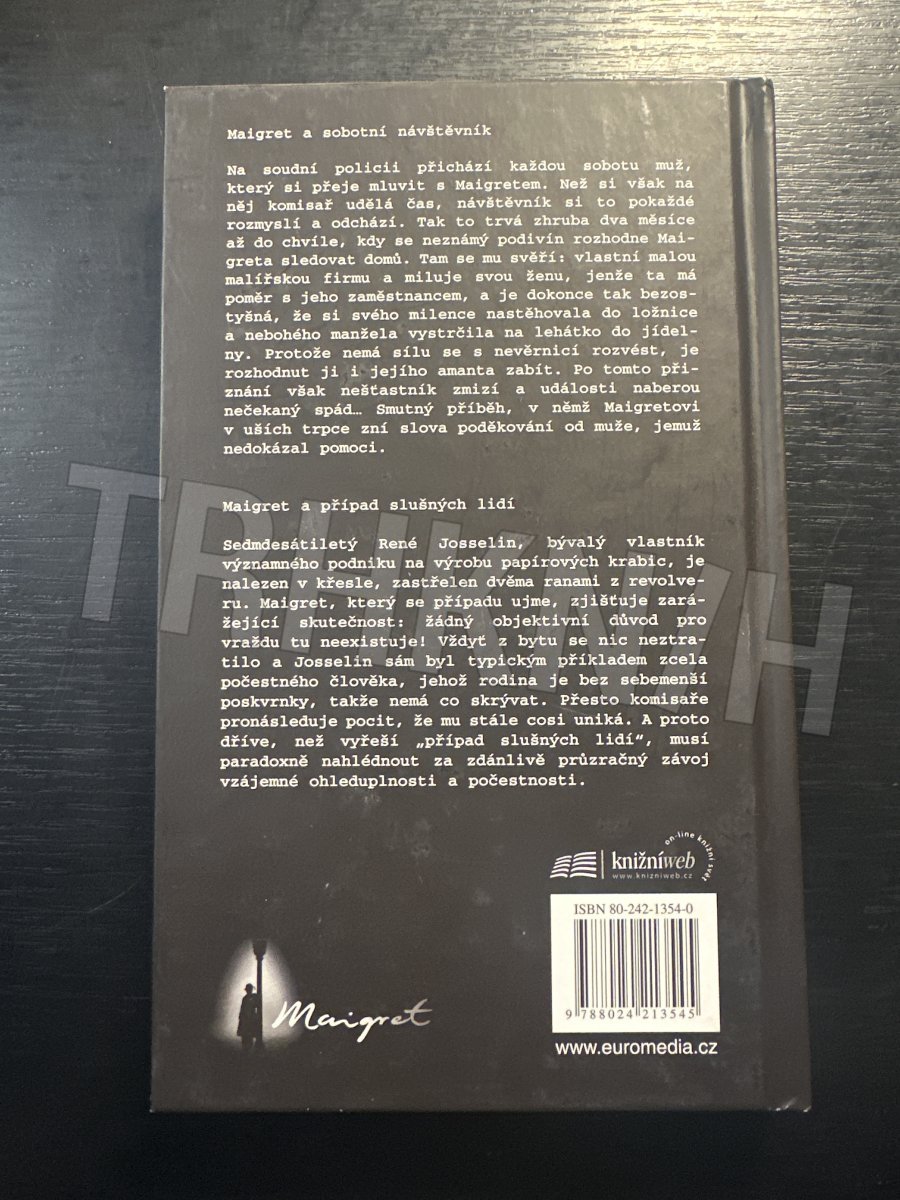 Maigret a sobotní návštěvník
Na soudní policii přichází každou sobotu muž,
který si přeje mluvit s Maigretem. Než si však na
něj komisař udělá čas, návštěvník si to pokaždé
rozmyslí a odchází. Tak to trvá zhruba dva měsíce
až do chvíle, kdy se neznámý podivín rozhodne Mai-
greta sledovat domů. Tam se mu svěří: vlastní malou
malířskou firmu a miluje svou ženu, jenže ta má
poměr s jeho zaměstnancem, a je dokonce tak bezos-
tyšná, že si svého milence nastěhovala do ložnice
a nebohého manžela vystrčila na lehátko do jídel-
ny. Protože nemá sílu se s nevěrnicí rozvést, je
rozhodnut ji i jejího amanta zabít. Po tomto při-
znání však nešťastník zmizí a události naberou
nečekaný spád… Smutný příběh, v němž Maigretovi
v uších trpce zní slova poděkování od muže, jemuž
nedokázal pomoci.
Maigret a případ slušných lidí
Sedmdesátiletý René Josselin, bývalý vlastník
významného podniku na výrobu papírových krabic, je
nalezen v křesle, zastřelen dvěma ranami z revolve-
ru. Maigret, který se případu ujme, zjišťuje zará-
žející skutečnost: žádný objektivní důvod pro
vraždu tu neexistuje! Vždyť z bytu se nic neztra-
tilo a Josselin sám byl typickým příkladem zcela
počestného člověka, jehož rodina je bez sebemenší
poskvrnky, takže nemá co skrývat. Přesto komisaře
pronásleduje pocit, že mu stále cosi uniká. A proto
dříve, než vyřeší „případ slušných lidí“, musí
paradoxně nahlédnout za zdánlivě průzračný závoj
vzájemné ohleduplnosti a počestnosti.
TRHKNIH
on-line knižní svět
knižníweb
www.knizniweb.cz
ISBN 80-242-1354-0
9 788024 213545
www.euromedia.cz
Maigret